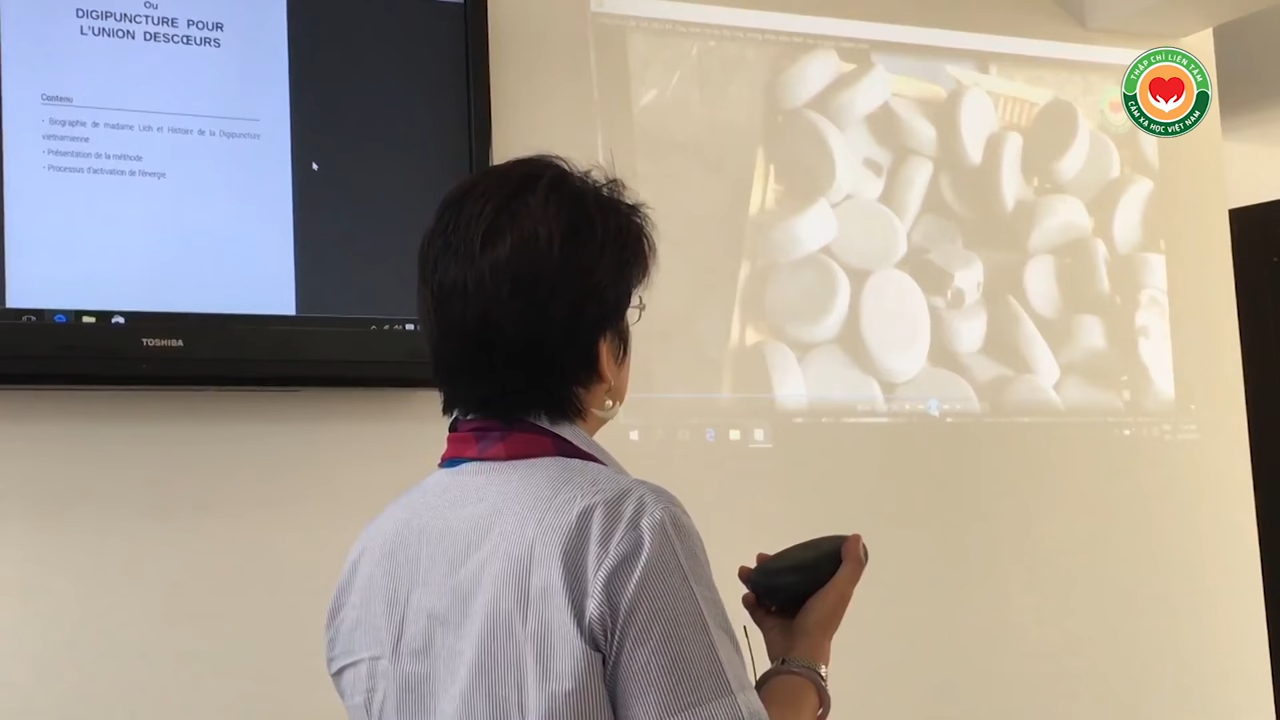 Ou
DIGIPUNCTURE POUR
L'UNION DESCŒURS
Contenu
• Biographie de madame Lich et Histoire de la Digipuncture
vietnamienne
• Présentation de la méthode
• Processus d'activation de l'énergie
TOSHIBA
THẬP CHỈ LIÊN TÂM
CẢM XẠ HỌC VIỆT NAM